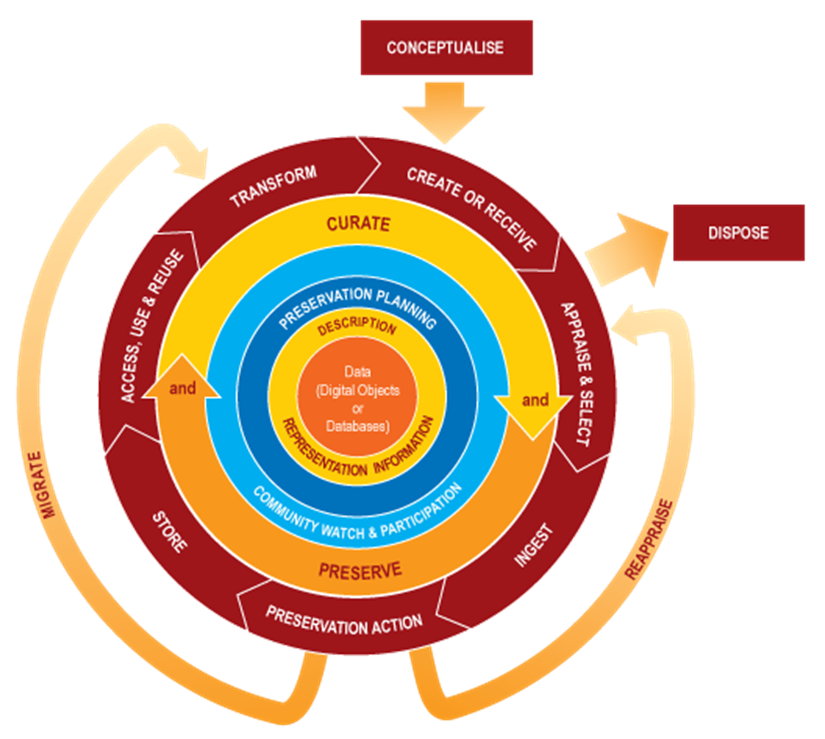 CONCEPTUALISE
TRANSFORM
CREATE OR RECEIVE
DISPOSE
CURATE
ACCESS, USE & REUSE
APPRAISE & SELECT
PRESERVATION PLANNING
DESCRIPTION
Data
(Digital Objects
or
Databases)
and
and
REPRESENTATION INFORMATION
COMMUNITY WATCH & PARTICIPATION
MIGRATE
STORE
INGEST
REAPPRAISE
PRESERVE
PRESERVATION ACTION